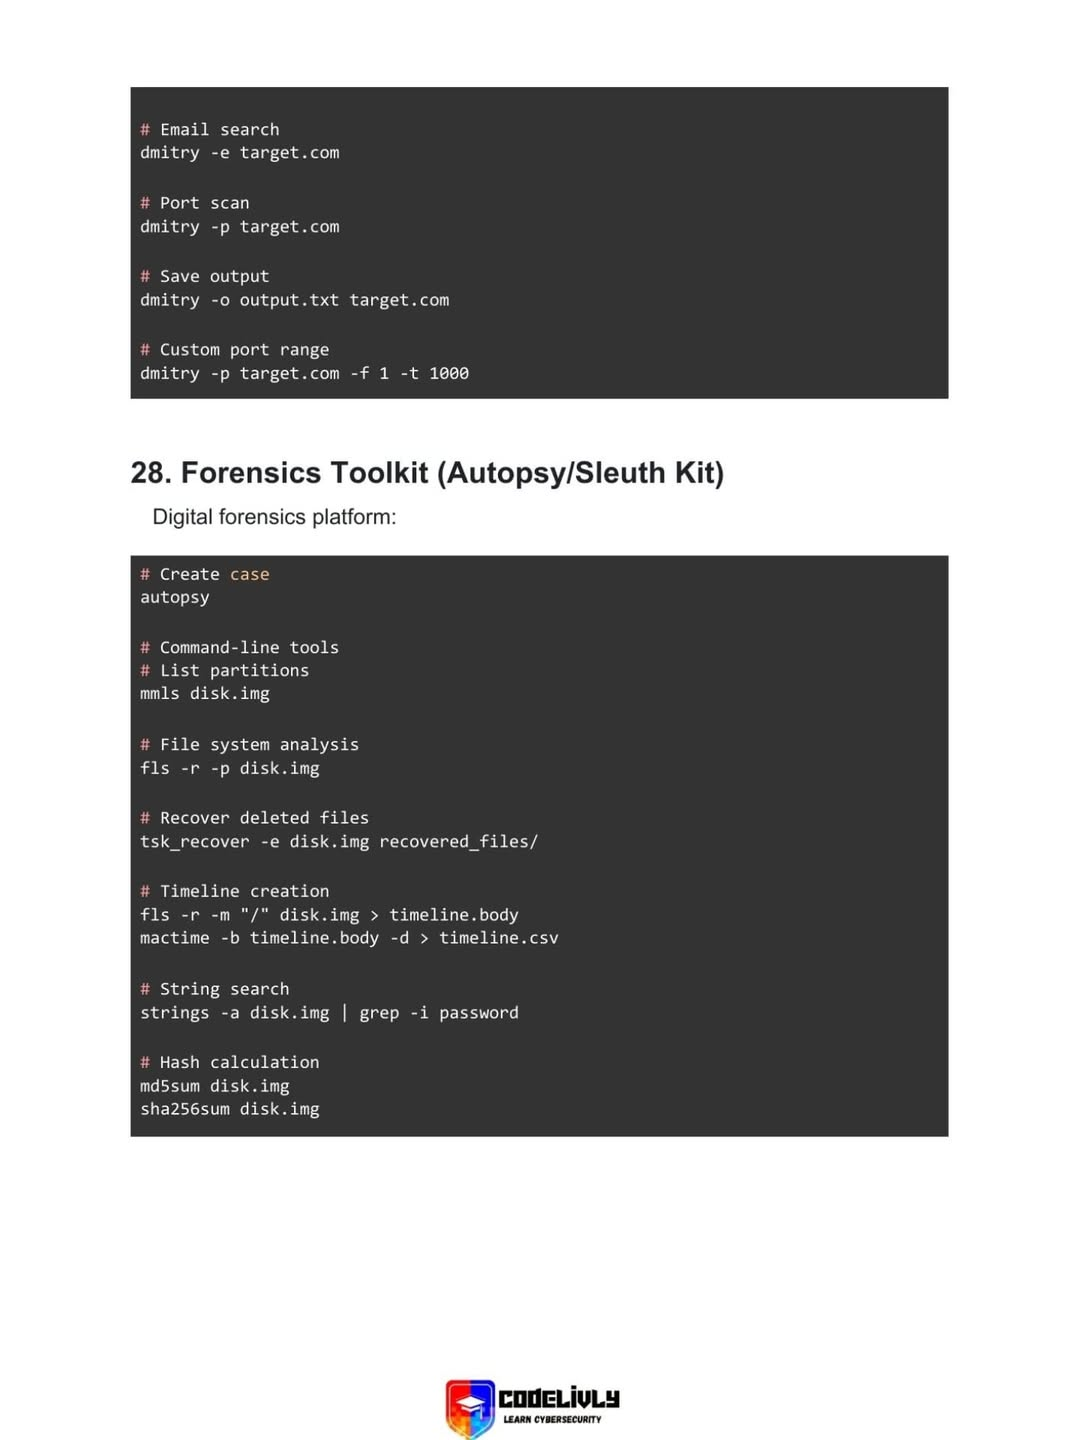 # Email search
dmitry -e target.com
# Port scan
dmitry -p target.com
# Save output
dmitry -o output.txt target.com
# Custom port range
dmitry -p target.com -f 1 -t 1000
28. Forensics Toolkit (Autopsy/Sleuth Kit)
Digital forensics platform:
# Create case
autopsy
# Command-line tools
# List partitions
mmls disk.img
# File system analysis
fls -r -p disk.img
# Recover deleted files
tsk_recover -e disk.img recovered_files/
# Timeline creation
fls -r -m "/" disk.img > timeline.body
mactime -b timeline.body -d > timeline.csv
# String search
strings -a disk.img | grep -i password
# Hash calculation
md5sum disk.img
sha256sum disk.img
CODELIVLY
LEARN CYBERSECURITY